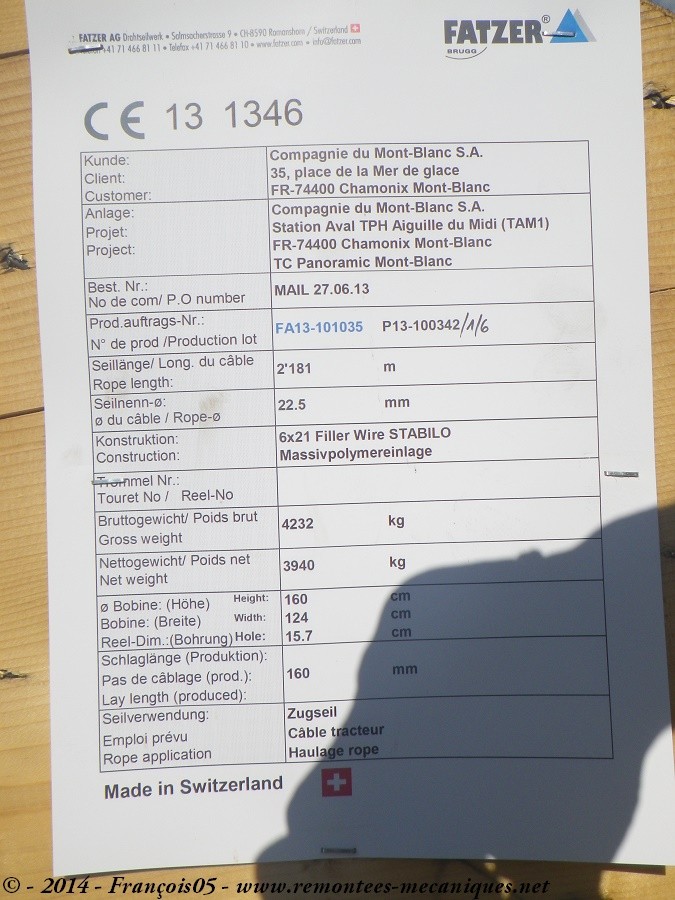 FATZER AG Drahtseilwerk • Salmsacherstrasse 9 • CH-8590 Romanshorn / Switzerland
+41 71 466 81 11 • Telefax +41 71 466 81 10 • www.fatzer.com • info@fatzer.com
FATZER®
BRUGG
CE 13 1346
Kunde: Compagnie du Mont-Blanc S.A.
Client: 35, place de la Mer de glace
Customer: FR-74400 Chamonix Mont-Blanc
Anlage: Compagnie du Mont-Blanc S.A.
Projet: Station Aval TPH Aiguille du Midi (TAM1)
Project: FR-74400 Chamonix Mont-Blanc
TC Panoramic Mont-Blanc
Best. Nr.:
No de com/ P.O number MAIL 27.06.13
Prod.auftrags-Nr.: FA13-101035 P13-100342/1/6
N° de prod /Production lot
Seillänge/ Long. du câble 2'181 m
Rope length:
Seilnenn-ø: 22.5 mm
ø du câble / Rope-ø
Konstruktion: 6x21 Filler Wire STABILO
Construction: Massivpolymereinlage
Trommel Nr.:
Touret No / Reel-No
Bruttogewicht/ Poids brut 4232 kg
Gross weight
Nettogewicht/ Poids net 3940 kg
Net weight
ø Bobine: (Höhe) Height: 160 cm
Bobine: (Breite) Width: 124 cm
Reel-Dim.:(Bohrung) Hole: 15.7 cm
Schlaglänge (Produktion):
Pas de câblage (prod.): 160 mm
Lay length (produced):
Seilverwendung: Zugseil
Emploi prévu Câble tracteur
Rope application Haulage rope
Made in Switzerland
© - 2014 - François05 - www.remontees-mecaniques.net